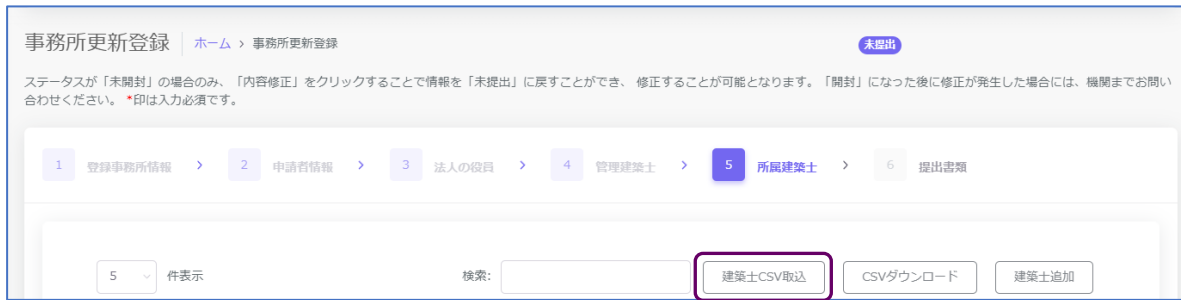 事務所更新登録 ホーム > 事務所更新登録 未提出
ステータスが「未開封」の場合のみ、「内容修正」をクリックすることで情報を「未提出」に戻すことができ、 修正することが可能となります。「開封」になった後に修正が発生した場合には、機関までお問い
合わせください。 *印は入力必須です。
1 登録事務所情報 > 2 申請者情報 > 3 法人の役員 > 4 管理建築士 > 5 所属建築士 > 6 提出書類
5 件表示 検索: 建築士CSV取込 CSVダウンロード 建築士追加